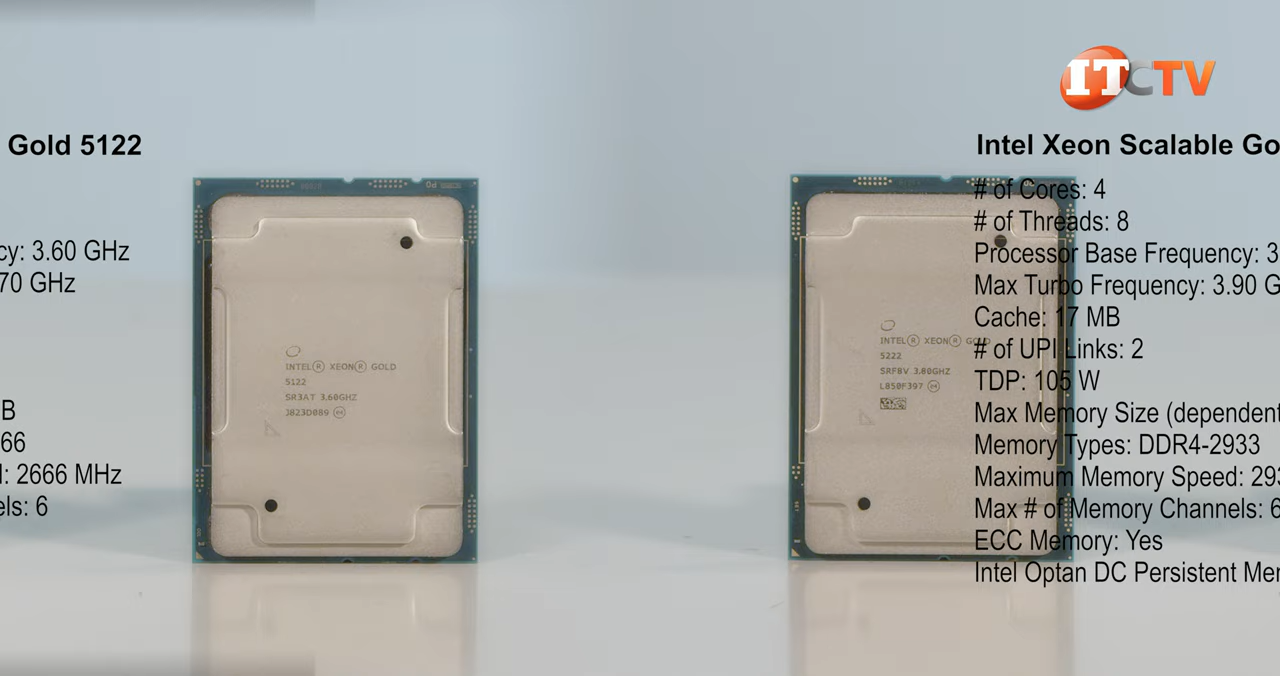 ITCTV
Gold 5122
cy: 3.60 GHz
70 GHz
B
66
: 2666 MHz
els: 6
INTEL® XEON® GOLD
5122
SR3AT 3.60GHZ
J823D089
INTEL® XEON® GOLD
5222
SRF8V 3.80GHZ
L850F397
Intel Xeon Scalable Go
# of Cores: 4
# of Threads: 8
Processor Base Frequency: 3
Max Turbo Frequency: 3.90 G
Cache: 17 MB
# of UPI Links: 2
TDP: 105 W
Max Memory Size (dependent
Memory Types: DDR4-2933
Maximum Memory Speed: 293
Max # of Memory Channels: 6
ECC Memory: Yes
Intel Optan DC Persistent Mem